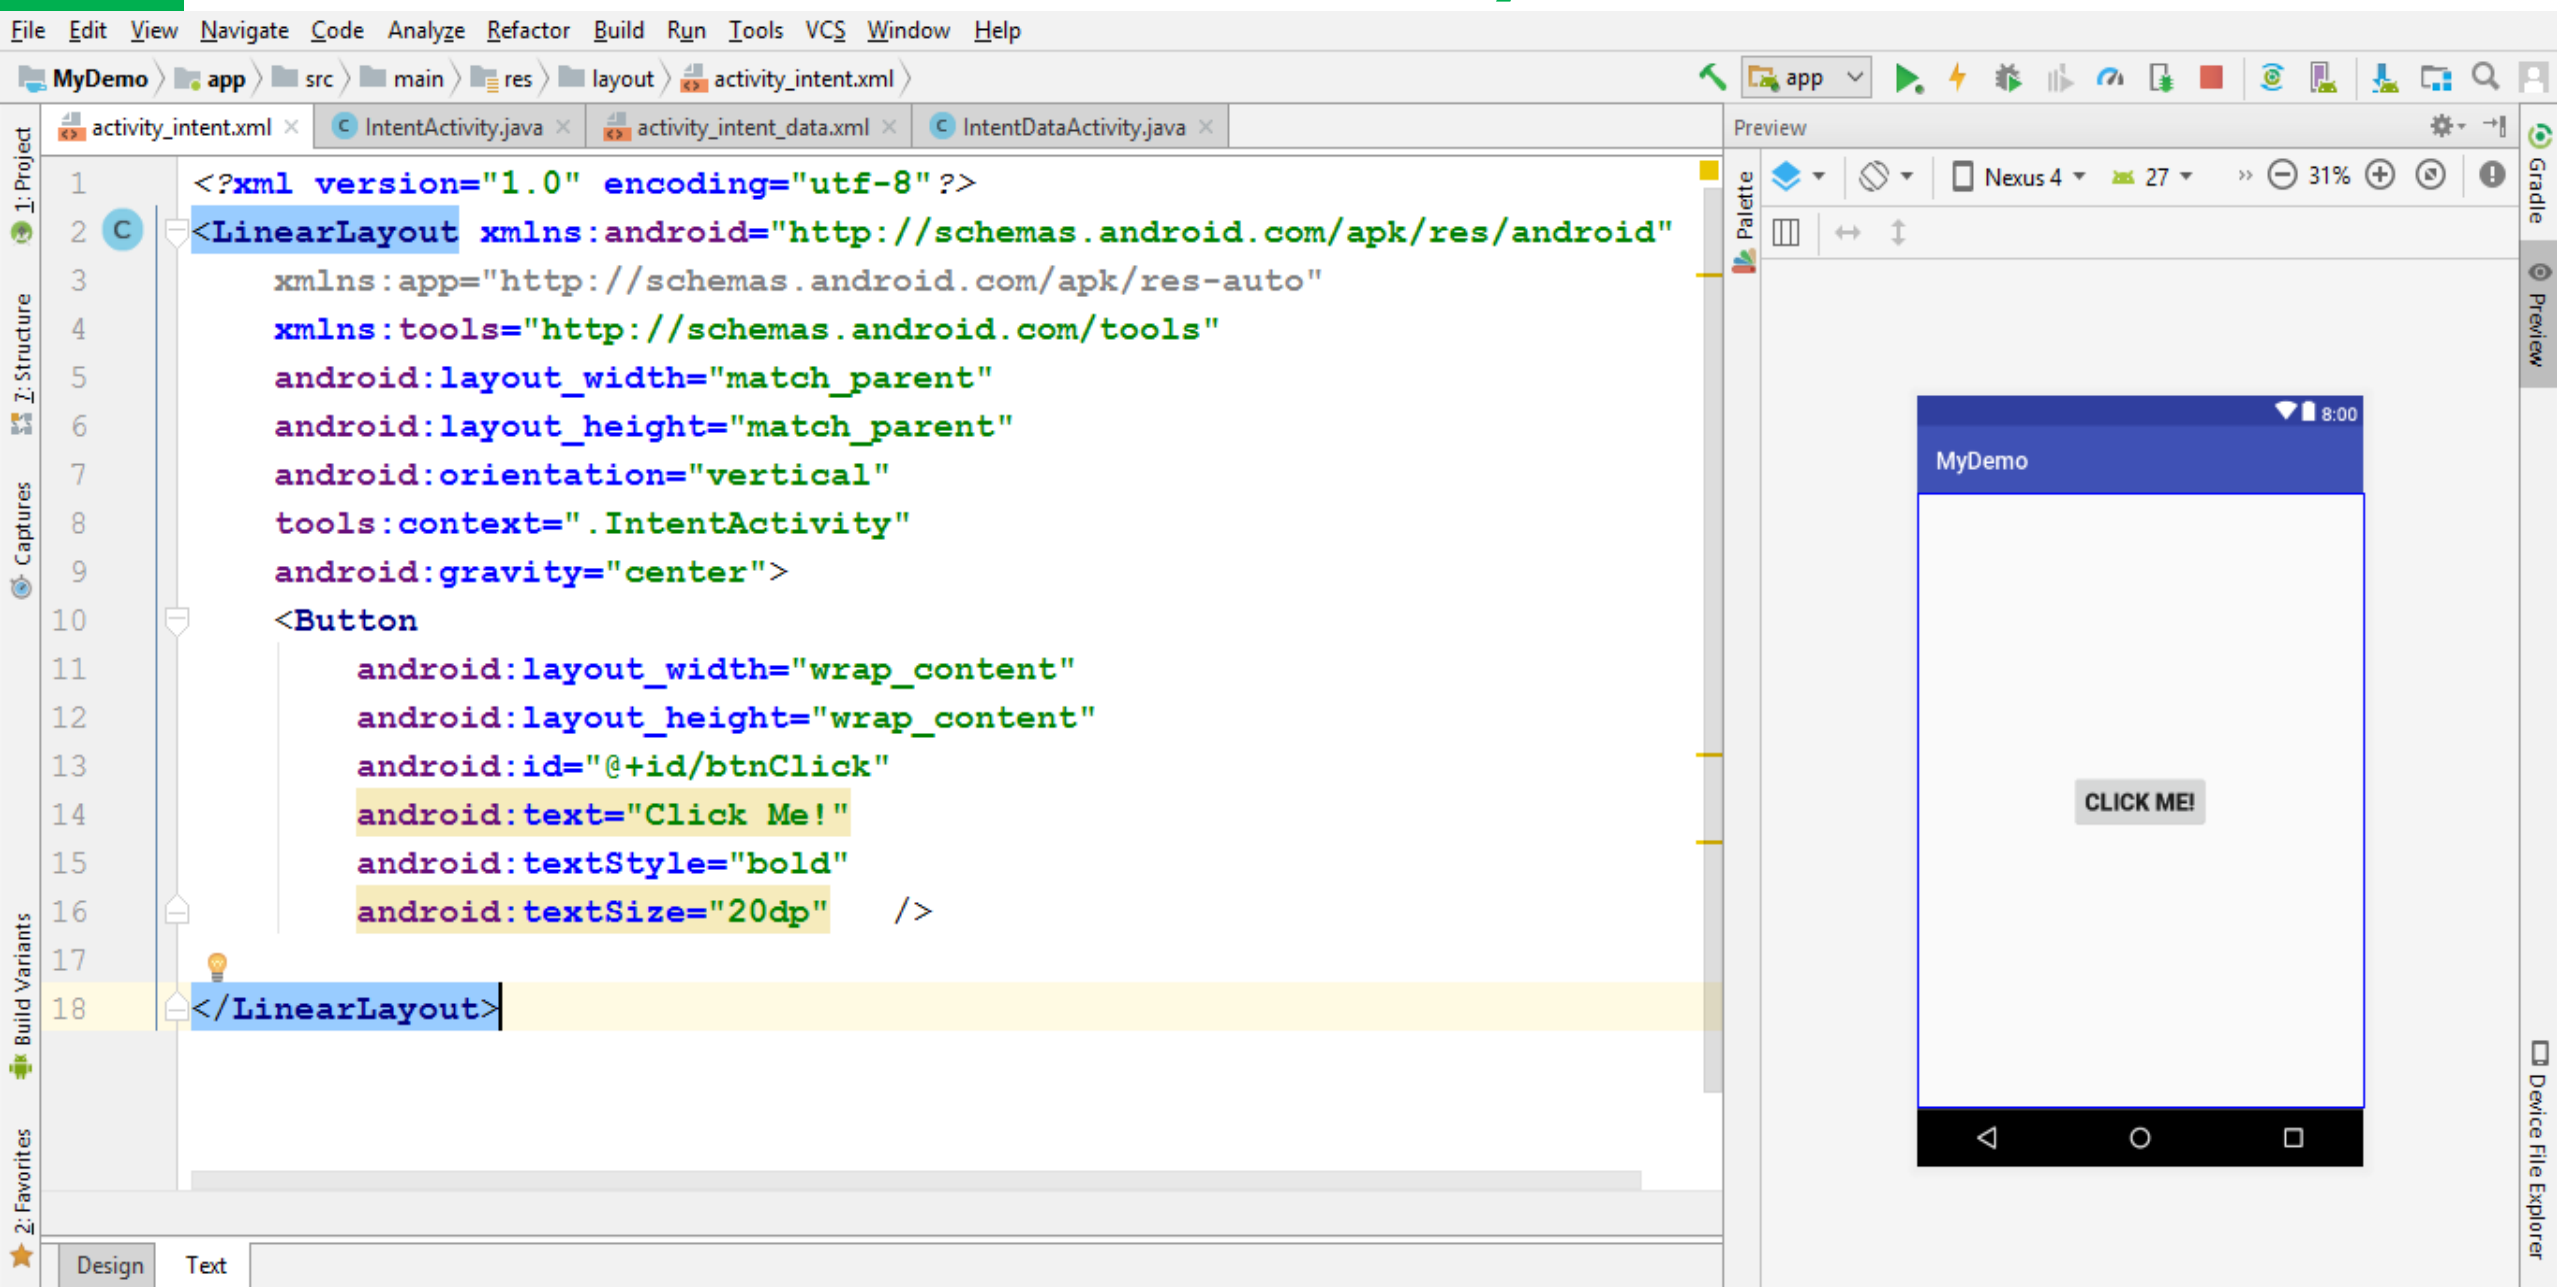 File Edit View Navigate Code Analyze Refactor Build Run Tools VCS Window Help
MyDemo app src main res layout activity_intent.xml app
activity_intent.xml IntentActivity.java activity_intent_data.xml IntentDataActivity.java
Preview
Nexus 4 27 31%
Palette
1: Project
7: Structure
Captures
Build Variants
2: Favorites
1 <?xml version="1.0" encoding="utf-8"?>
2 C <LinearLayout xmlns:android="http://schemas.android.com/apk/res/android"
3 xmlns:app="http://schemas.android.com/apk/res-auto"
4 xmlns:tools="http://schemas.android.com/tools"
5 android:layout_width="match_parent"
6 android:layout_height="match_parent"
7 android:orientation="vertical"
8 tools:context=".IntentActivity"
9 android:gravity="center">
10 <Button
11 android:layout_width="wrap_content"
12 android:layout_height="wrap_content"
13 android:id="@+id/btnClick"
14 android:text="Click Me!"
15 android:textStyle="bold"
16 android:textSize="20dp" />
17
18 </LinearLayout>
Design Text
8:00
MyDemo
CLICK ME!
Gradle
Preview
Device File Explorer